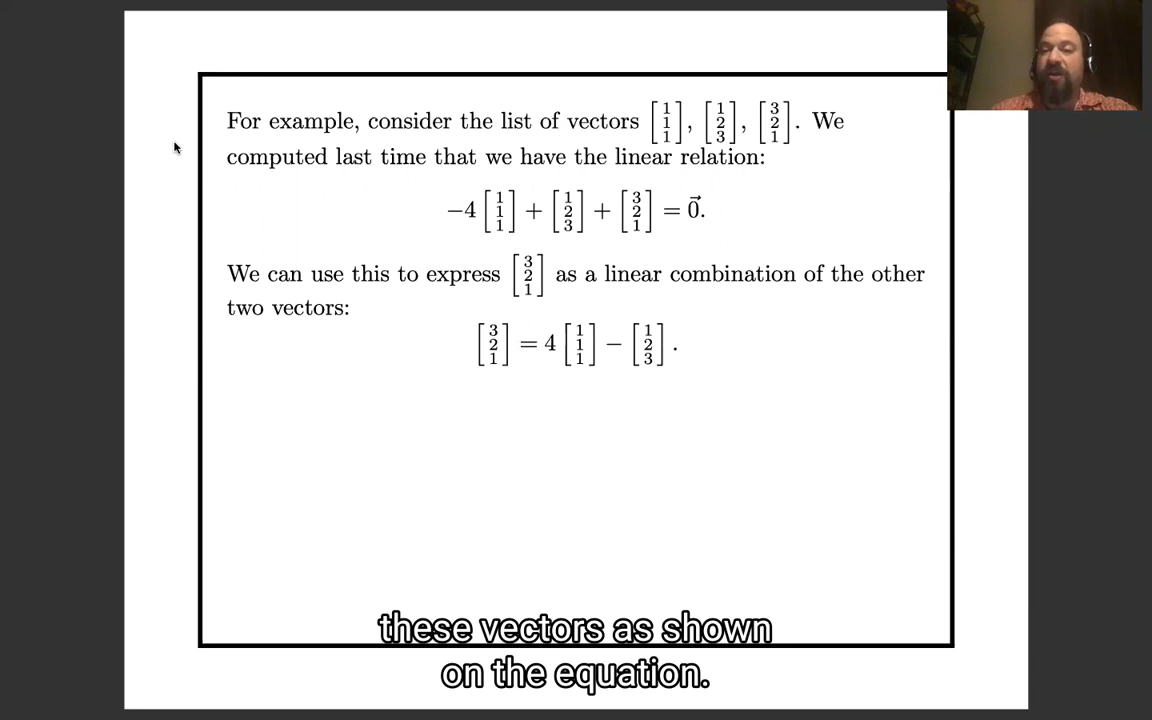 For example, consider the list of vectors [1 1 1], [1 2 3], [3 2 1]. We
computed last time that we have the linear relation:
−4 [1 1 1] + [1 2 3] + [3 2 1] = 0⃗.
We can use this to express [3 2 1] as a linear combination of the other
two vectors:
[3 2 1] = 4 [1 1 1] − [1 2 3].
these vectors as shown
on the equation.